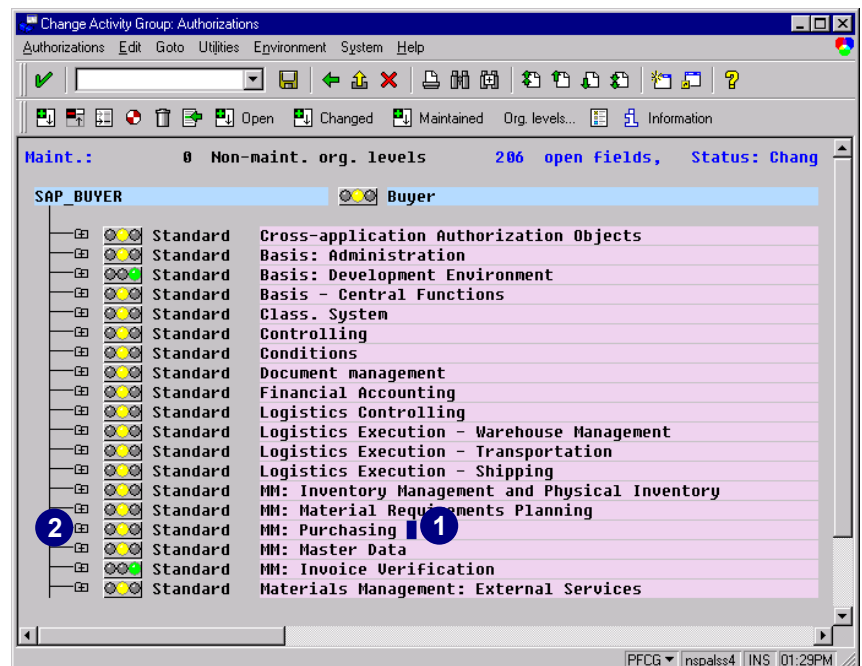 Change Activity Group: Authorizations
Authorizations Edit Goto Utilities Environment System Help
Open Changed Maintained Org. levels... Information
Maint.: 0 Non-maint. org. levels 206 open fields, Status: Chang
SAP_BUYER Buyer
Standard Cross-application Authorization Objects
Standard Basis: Administration
Standard Basis: Development Environment
Standard Basis - Central Functions
Standard Class. System
Standard Controlling
Standard Conditions
Standard Document management
Standard Financial Accounting
Standard Logistics Controlling
Standard Logistics Execution - Warehouse Management
Standard Logistics Execution - Transportation
Standard Logistics Execution - Shipping
Standard MM: Inventory Management and Physical Inventory
Standard MM: Material Requirements Planning
2 Standard MM: Purchasing 1
Standard MM: Master Data
Standard MM: Invoice Verification
Standard Materials Management: External Services
PFCG nspalss4 INS 01:29PM